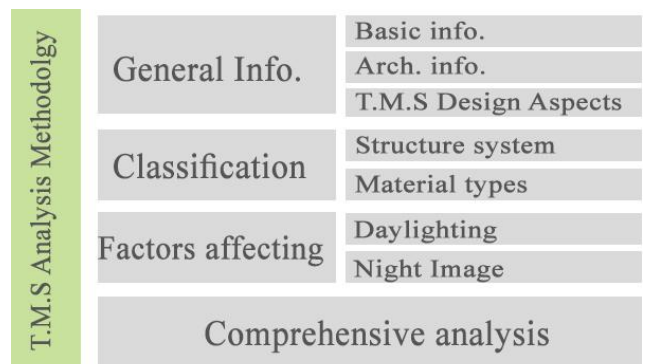 T.M.S Analysis Methodolgy
General Info.
Basic info.
Arch. info.
T.M.S Design Aspects
Classification
Structure system
Material types
Factors affecting
Daylighting
Night Image
Comprehensive analysis